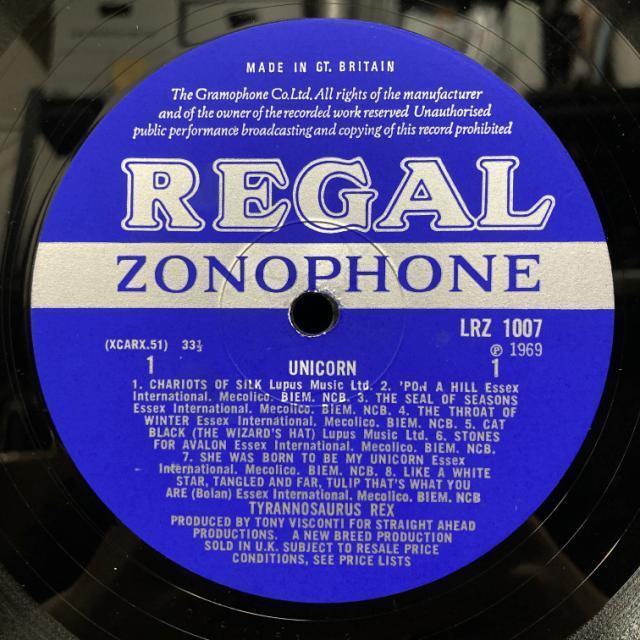 MADE IN GT. BRITAIN
The Gramophone Co.Ltd. All rights of the manufacturer
and of the owner of the recorded work reserved Unauthorised
public performance broadcasting and copying of this record prohibited
REGAL
ZONOPHONE
LRZ 1007
(XCARX.51) 33⅓ ℗ 1969
1 UNICORN 1
1. CHARIOTS OF SILK Lupus Music Ltd. 2. 'PON A HILL Essex
International. Mecolico. BIEM. NCB. 3. THE SEAL OF SEASONS
Essex International. Mecolico. BIEM. NCB. 4. THE THROAT OF
WINTER Essex International. Mecolico. BIEM. NCB. 5. CAT
BLACK (THE WIZARD'S HAT) Lupus Music Ltd. 6. STONES
FOR AVALON Essex International. Mecolico. BIEM. NCB.
7. SHE WAS BORN TO BE MY UNICORN Essex
International. Mecolico. BIEM. NCB. 8. LIKE A WHITE
STAR, TANGLED AND FAR, TULIP THAT'S WHAT YOU
ARE (Bolan) Essex International. Mecolico. BIEM. NCB
TYRANNOSAURUS REX
PRODUCED BY TONY VISCONTI FOR STRAIGHT AHEAD
PRODUCTIONS. A NEW BREED PRODUCTION
SOLD IN U.K. SUBJECT TO RESALE PRICE
CONDITIONS, SEE PRICE LISTS